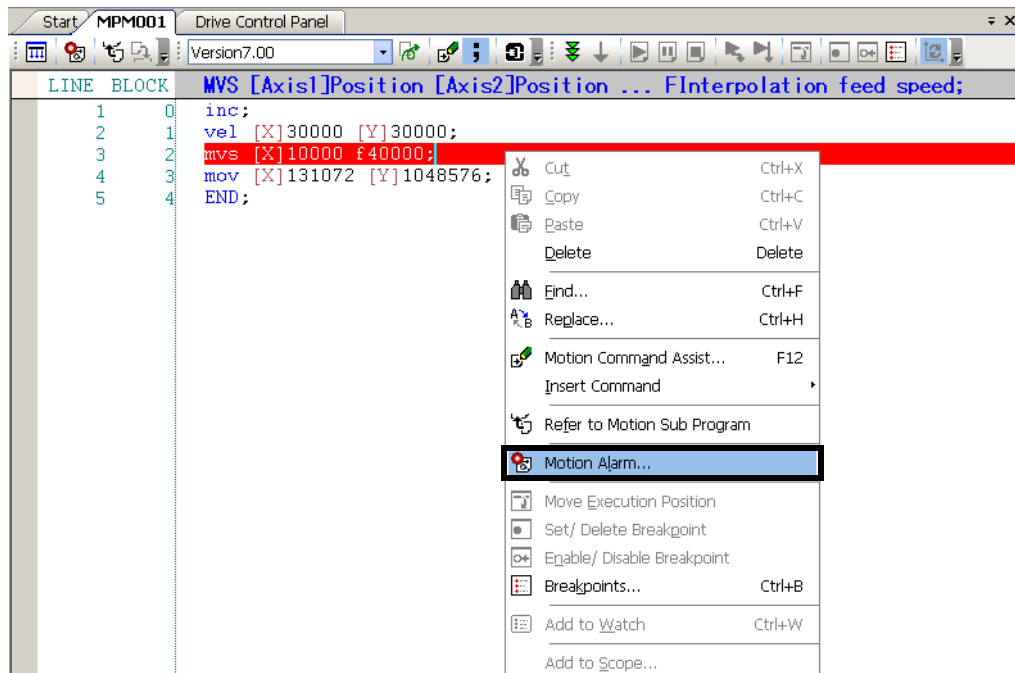 Start MPM001 Drive Control Panel
Version7.00
LINE BLOCK MVS [Axis1]Position [Axis2]Position ... FInterpolation feed speed;
1 0 inc;
2 1 vel [X]30000 [Y]30000;
3 2 mvs [X]10000 f40000;
4 3 mov [X]131072 [Y]1048576;
5 4 END;
Cut Ctrl+X
Copy Ctrl+C
Paste Ctrl+V
Delete Delete
Find... Ctrl+F
Replace... Ctrl+H
Motion Command Assist... F12
Insert Command
Refer to Motion Sub Program
Motion Alarm...
Move Execution Position
Set/ Delete Breakpoint
Enable/ Disable Breakpoint
Breakpoints... Ctrl+B
Add to Watch Ctrl+W
Add to Scope...